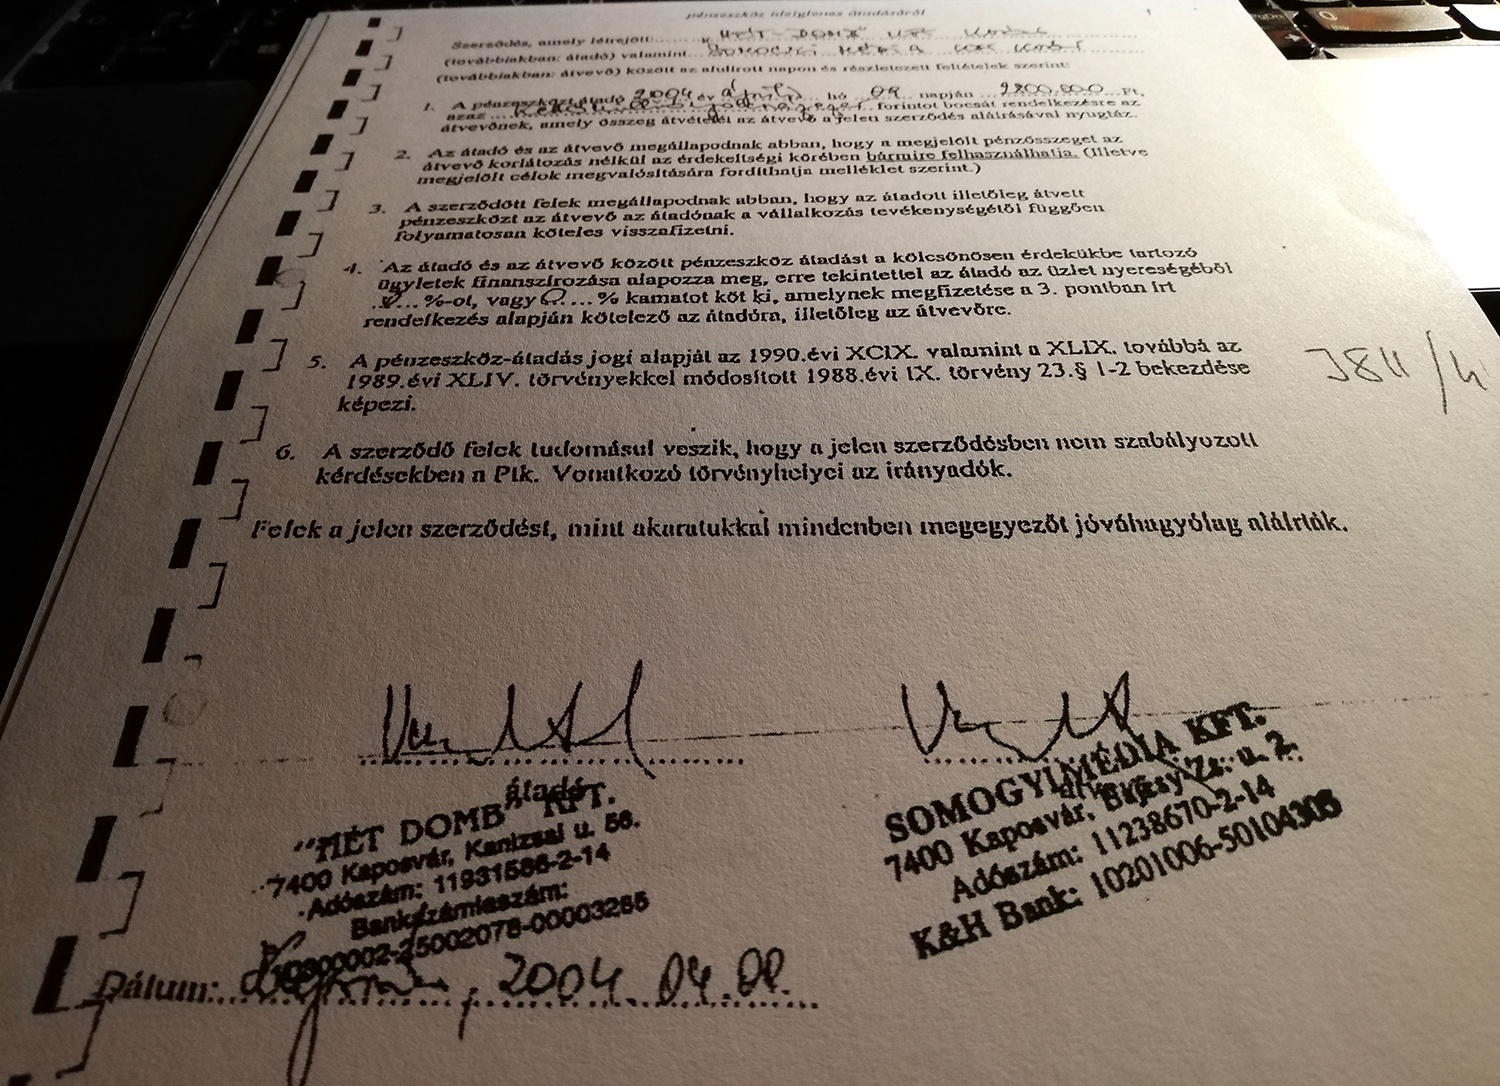 pénzeszköz ideiglenes átadásáról
1
Szerződés, amely létrejött: "MÉT DOMB"
(továbbiakban: átadó) valamint
(továbbiakban: átvevő) között az alulírott napon és részletezett feltételek szerint:
1. A pénzeszközt átadó 2004 év április hó napján 2800.000 Ft,
azaz forintot bocsát rendelkezésre az
átvevőnek, amely összeg átvételét az átvevő a jelen szerződés aláírásával nyugtáz.
2. Az átadó és az átvevő megállapodnak abban, hogy a megjelölt pénzösszeget az
átvevő korlátozás nélkül az érdekeltségi körében bármire felhasználhatja. (Illetve
megjelölt célok megvalósítására fordíthatja melléklet szerint.)
3. A szerződött felek megállapodnak abban, hogy az átadott illetőleg átvett
pénzeszközt az átvevő az átadónak a vállalkozás tevékenységétől függően
folyamatosan köteles visszafizetni.
4. Az átadó és az átvevő között pénzeszköz átadást a kölcsönösen érdekükbe tartozó
ügyletek finanszírozása alapozza meg, erre tekintettel az átadó az üzlet nyereségéből
... %-ot, vagy ... % kamatot köt ki, amelynek megfizetése a 3. pontban írt
rendelkezés alapján kötelező az átadóra, illetőleg az átvevőre.
5. A pénzeszköz-átadás jogi alapját az 1990.évi XCIX. valamint a XLIX. továbbá az
1989.évi XLIV. törvényekkel módosított 1988.évi IX. törvény 23.§ 1-2 bekezdése
képezi.
6. A szerződő felek tudomásul veszik, hogy a jelen szerződésben nem szabályozott
kérdésekben a Ptk. Vonatkozó törvényhelyei az irányadók.
Felek a jelen szerződést, mint akaratukkal mindenben megegyezőt jóváhagyólag aláírták.
átadó
"MÉT DOMB" KFT.
7400 Kaposvár, Kanizsai u. 56.
Adószám: 11931586-2-14
Bankszámlaszám:
SOMOGYI MÉDIA KFT.
7400 Kaposvár, u. 2.
Adószám: 11238670-2-14
K&H Bank: 10201006-50104303
Dátum: , 2004.04.